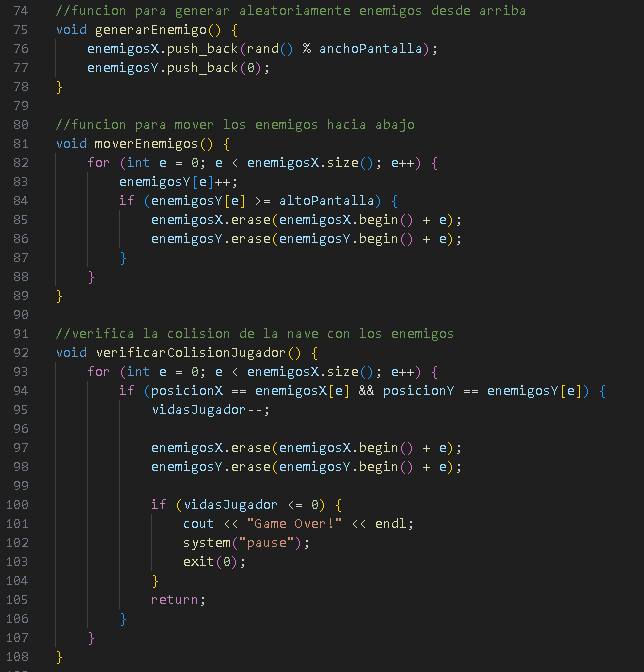 74 //funcion para generar aleatoriamente enemigos desde arriba
75 void generarEnemigo() {
76     enemigosX.push_back(rand() % anchoPantalla);
77     enemigosY.push_back(0);
78 }
79
80 //funcion para mover los enemigos hacia abajo
81 void moverEnemigos() {
82     for (int e = 0; e < enemigosX.size(); e++) {
83         enemigosY[e]++;
84         if (enemigosY[e] >= altoPantalla) {
85             enemigosX.erase(enemigosX.begin() + e);
86             enemigosY.erase(enemigosY.begin() + e);
87         }
88     }
89 }
90
91 //verifica la colision de la nave con los enemigos
92 void verificarColisionJugador() {
93     for (int e = 0; e < enemigosX.size(); e++) {
94         if (posicionX == enemigosX[e] && posicionY == enemigosY[e]) {
95             vidasJugador--;
96
97             enemigosX.erase(enemigosX.begin() + e);
98             enemigosY.erase(enemigosY.begin() + e);
99
100             if (vidasJugador <= 0) {
101                 cout << "Game Over!" << endl;
102                 system("pause");
103                 exit(0);
104             }
105             return;
106         }
107     }
108 }